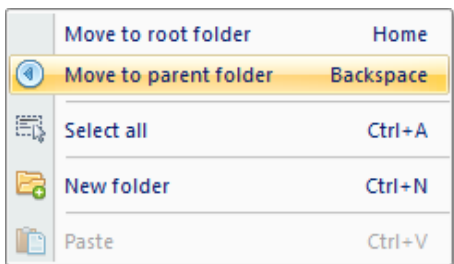 Move to root folder Home
Move to parent folder Backspace
Select all Ctrl+A
New folder Ctrl+N
Paste Ctrl+V